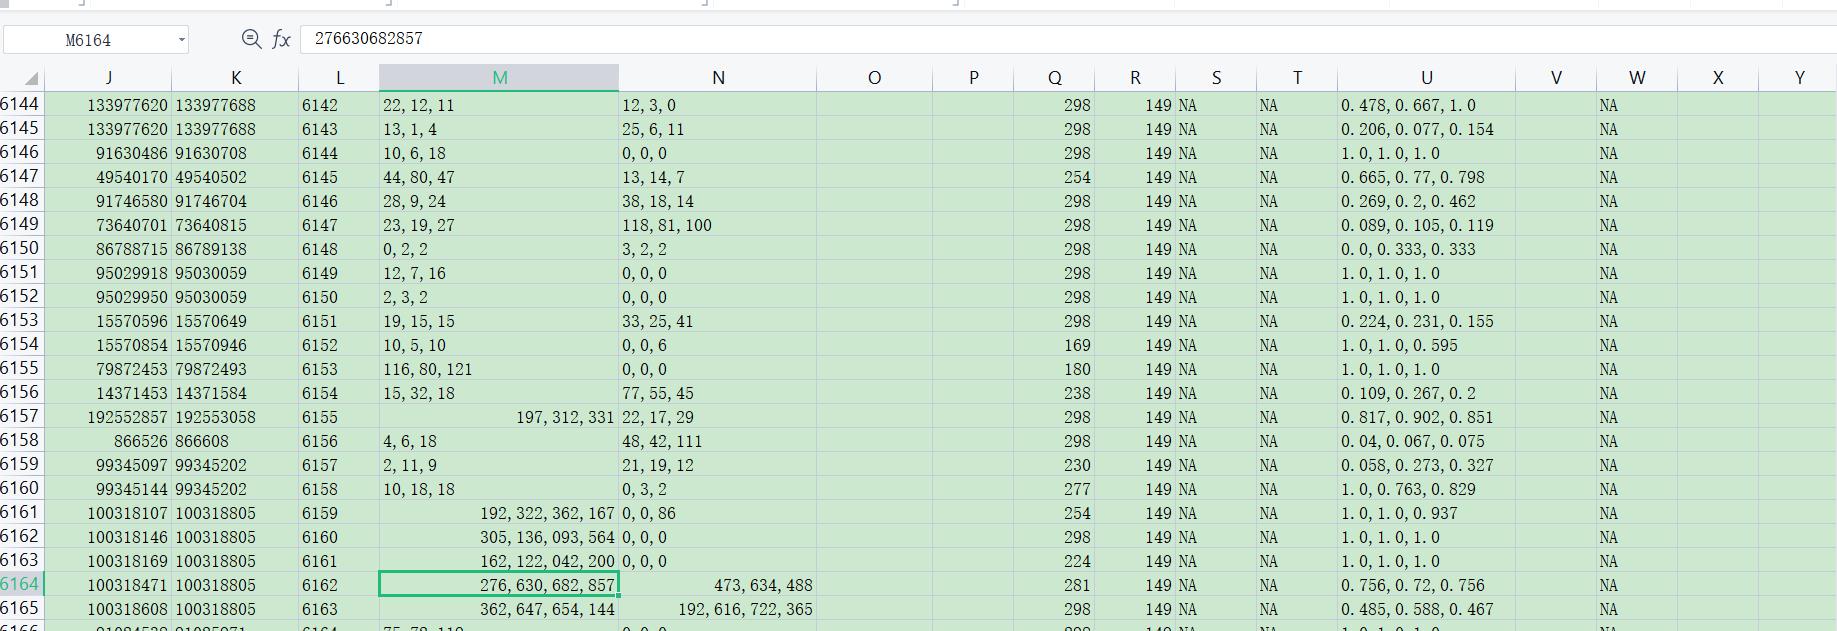 M6164 fx 276630682857
J K L M N O P Q R S T U V W X Y
6144 133977620 133977688 6142 22,12,11 12,3,0 298 149 NA NA 0.478,0.667,1.0 NA
6145 133977620 133977688 6143 13,1,4 25,6,11 298 149 NA NA 0.206,0.077,0.154 NA
6146 91630486 91630708 6144 10,6,18 0,0,0 298 149 NA NA 1.0,1.0,1.0 NA
6147 49540170 49540502 6145 44,80,47 13,14,7 254 149 NA NA 0.665,0.77,0.798 NA
6148 91746580 91746704 6146 28,9,24 38,18,14 298 149 NA NA 0.269,0.2,0.462 NA
6149 73640701 73640815 6147 23,19,27 118,81,100 298 149 NA NA 0.089,0.105,0.119 NA
6150 86788715 86789138 6148 0,2,2 3,2,2 298 149 NA NA 0.0,0.333,0.333 NA
6151 95029918 95030059 6149 12,7,16 0,0,0 298 149 NA NA 1.0,1.0,1.0 NA
6152 95029950 95030059 6150 2,3,2 0,0,0 298 149 NA NA 1.0,1.0,1.0 NA
6153 15570596 15570649 6151 19,15,15 33,25,41 298 149 NA NA 0.224,0.231,0.155 NA
6154 15570854 15570946 6152 10,5,10 0,0,6 169 149 NA NA 1.0,1.0,0.595 NA
6155 79872453 79872493 6153 116,80,121 0,0,0 180 149 NA NA 1.0,1.0,1.0 NA
6156 14371453 14371584 6154 15,32,18 77,55,45 238 149 NA NA 0.109,0.267,0.2 NA
6157 192552857 192553058 6155 197,312,331 22,17,29 298 149 NA NA 0.817,0.902,0.851 NA
6158 866526 866608 6156 4,6,18 48,42,111 298 149 NA NA 0.04,0.067,0.075 NA
6159 99345097 99345202 6157 2,11,9 21,19,12 230 149 NA NA 0.058,0.273,0.327 NA
6160 99345144 99345202 6158 10,18,18 0,3,2 277 149 NA NA 1.0,0.763,0.829 NA
6161 100318107 100318805 6159 192,322,362,167 0,0,86 254 149 NA NA 1.0,1.0,0.937 NA
6162 100318146 100318805 6160 305,136,093,564 0,0,0 298 149 NA NA 1.0,1.0,1.0 NA
6163 100318169 100318805 6161 162,122,042,200 0,0,0 224 149 NA NA 1.0,1.0,1.0 NA
6164 100318471 100318805 6162 276,630,682,857 473,634,488 281 149 NA NA 0.756,0.72,0.756 NA
6165 100318608 100318805 6163 362,647,654,144 192,616,722,365 298 149 NA NA 0.485,0.588,0.467 NA